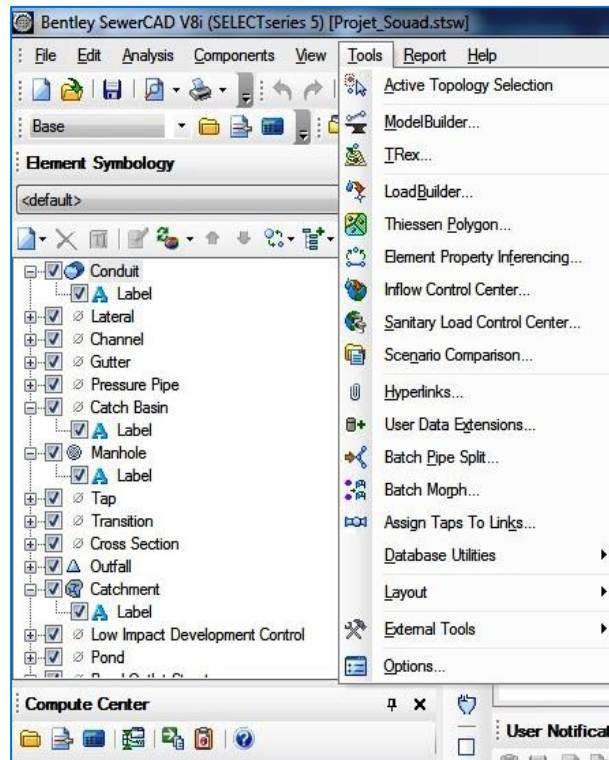 Bentley SewerCAD V8i (SELECTseries 5) [Projet_Souad.stsw]
File Edit Analysis Components View Tools Report Help
Base
Element Symbology
<default>
Conduit
Label
Lateral
Channel
Gutter
Pressure Pipe
Catch Basin
Label
Manhole
Label
Tap
Transition
Cross Section
Outfall
Catchment
Label
Low Impact Development Control
Pond
Active Topology Selection
ModelBuilder...
TRex...
LoadBuilder...
Thiessen Polygon...
Element Property Inferencing...
Inflow Control Center...
Sanitary Load Control Center...
Scenario Comparison...
Hyperlinks...
User Data Extensions...
Batch Pipe Split...
Batch Morph...
Assign Taps To Links...
Database Utilities
Layout
External Tools
Options...
Compute Center
User Notificat